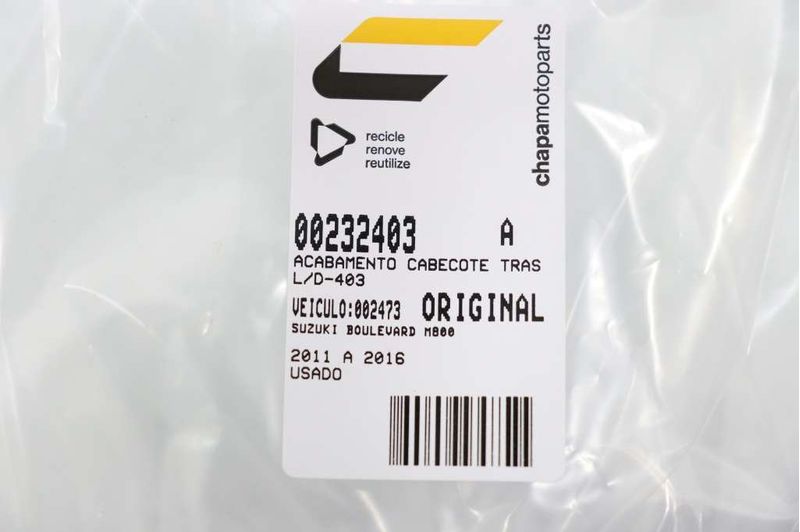 chapamotoparts
recicle
renove
reutilize
00232403 A
ACABAMENTO CABECOTE TRAS
L/D-403
VEICULO:002473 ORIGINAL
SUZUKI BOULEVARD M800
2011 A 2016
USADO